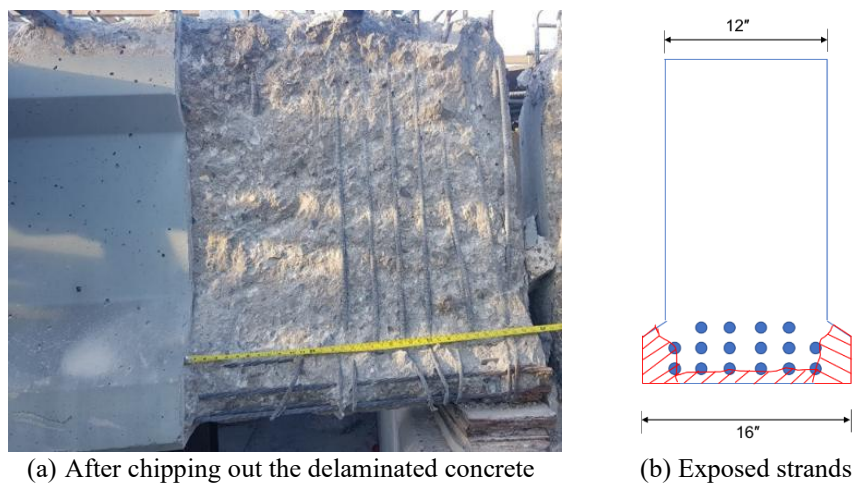 12″
16″
(a) After chipping out the delaminated concrete
(b) Exposed strands